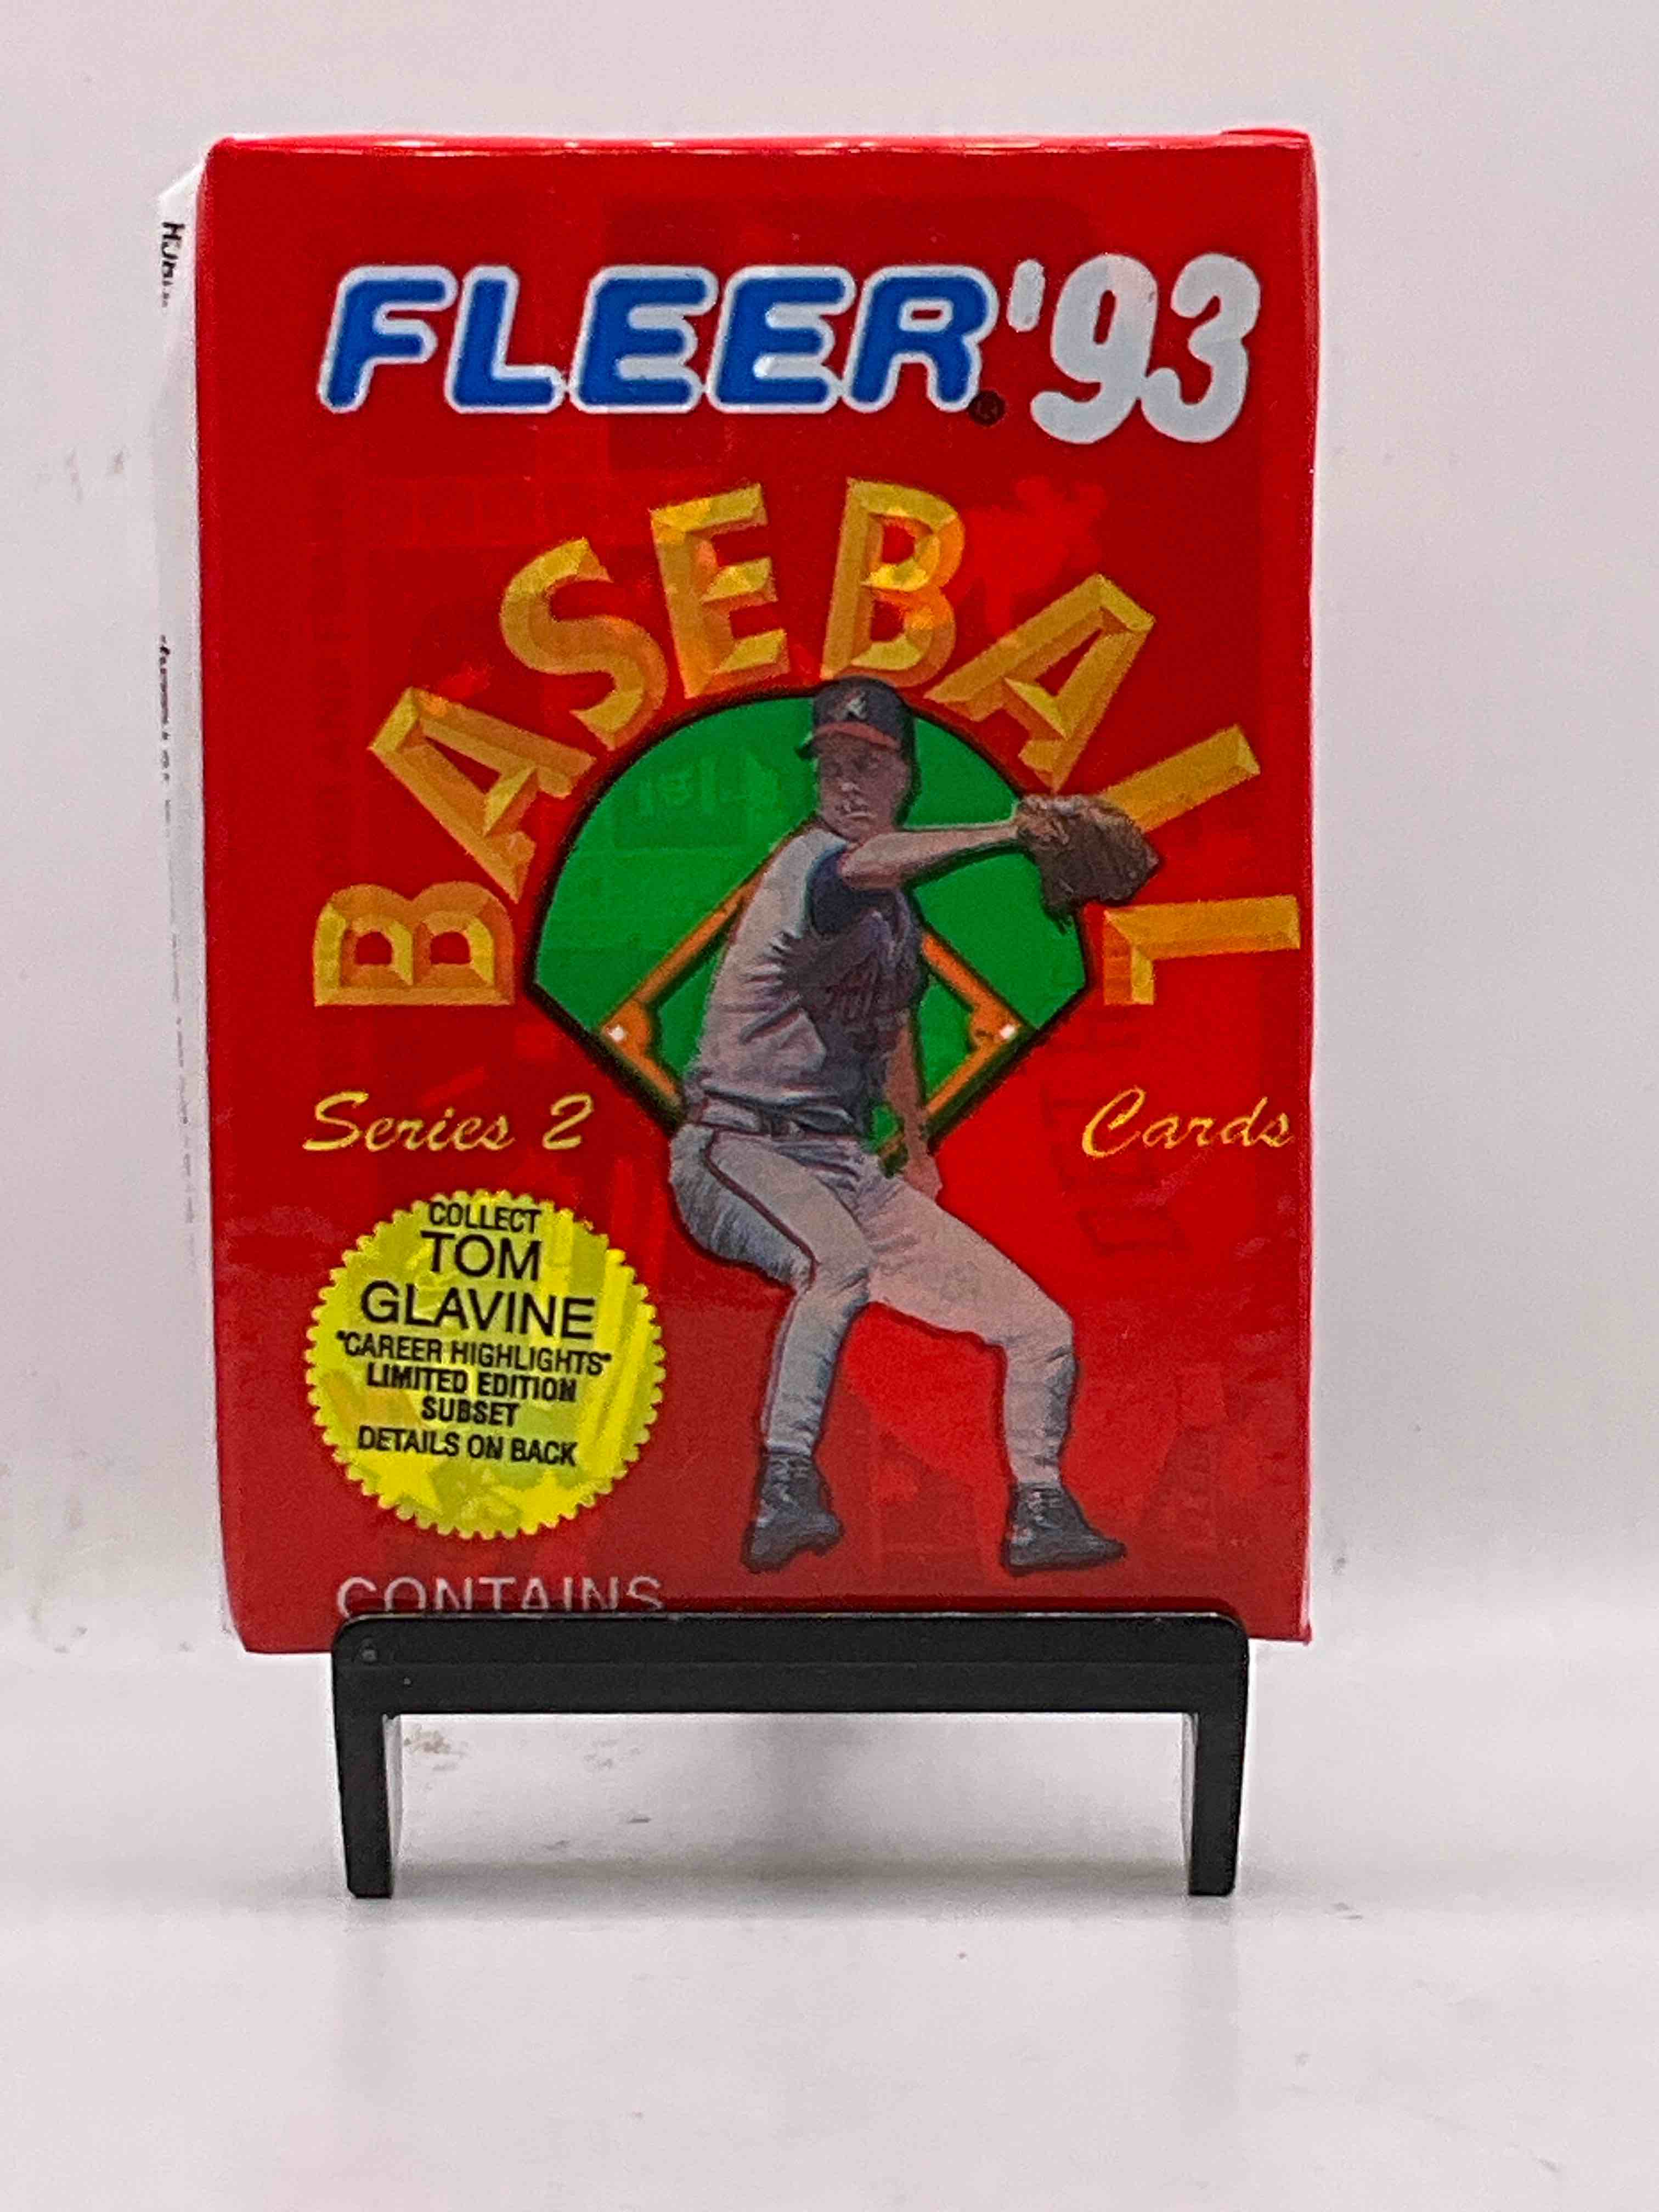 FLEER '93
BASEBALL
Series 2
Cards
COLLECT
TOM
GLAVINE
"CAREER HIGHLIGHTS"
LIMITED EDITION
SUBSET
DETAILS ON BACK
CONTAINS